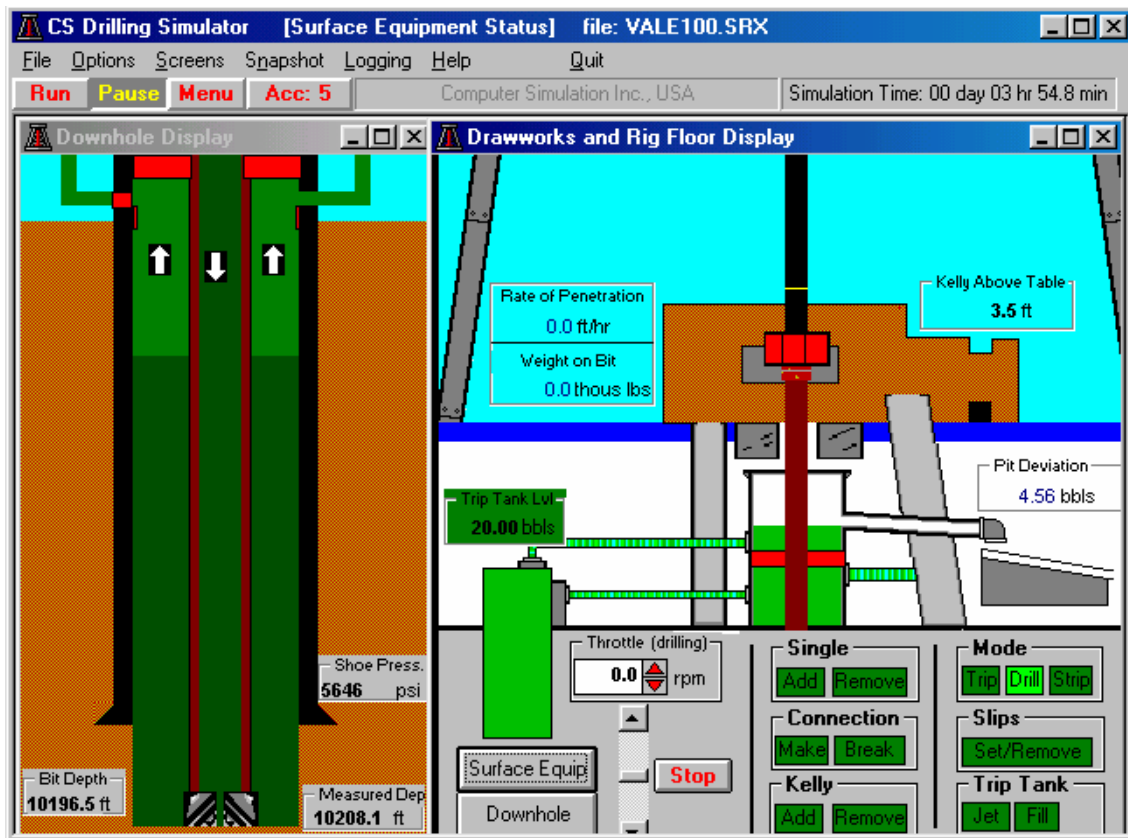 CS Drilling Simulator [Surface Equipment Status] file: VALE100.SRX
File Options Screens Snapshot Logging Help Quit
Run Pause Menu Acc: 5 Computer Simulation Inc., USA Simulation Time: 00 day 03 hr 54.8 min
Downhole Display
Shoe Press.
5646 psi
Bit Depth
10196.5 ft
Measured Dep
10208.1 ft
Drawworks and Rig Floor Display
Rate of Penetration
0.0 ft/hr
Weight on Bit
0.0 thous lbs
Kelly Above Table
3.5 ft
Pit Deviation
4.56 bbls
Trip Tank Lvl
20.00 bbls
Throttle (drilling)
0.0 rpm
Surface Equip
Downhole
Stop
Single
Add Remove
Connection
Make Break
Kelly
Add Remove
Mode
Trip Drill Strip
Slips
Set/Remove
Trip Tank
Jet Fill